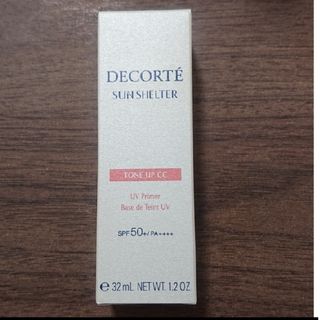 DECORTÉ
SUN SHELTER
TONE UP CC
UV Primer
Base de Teint UV
SPF50+/PA++++
e 32 mL NET WT. 1.2 OZ.